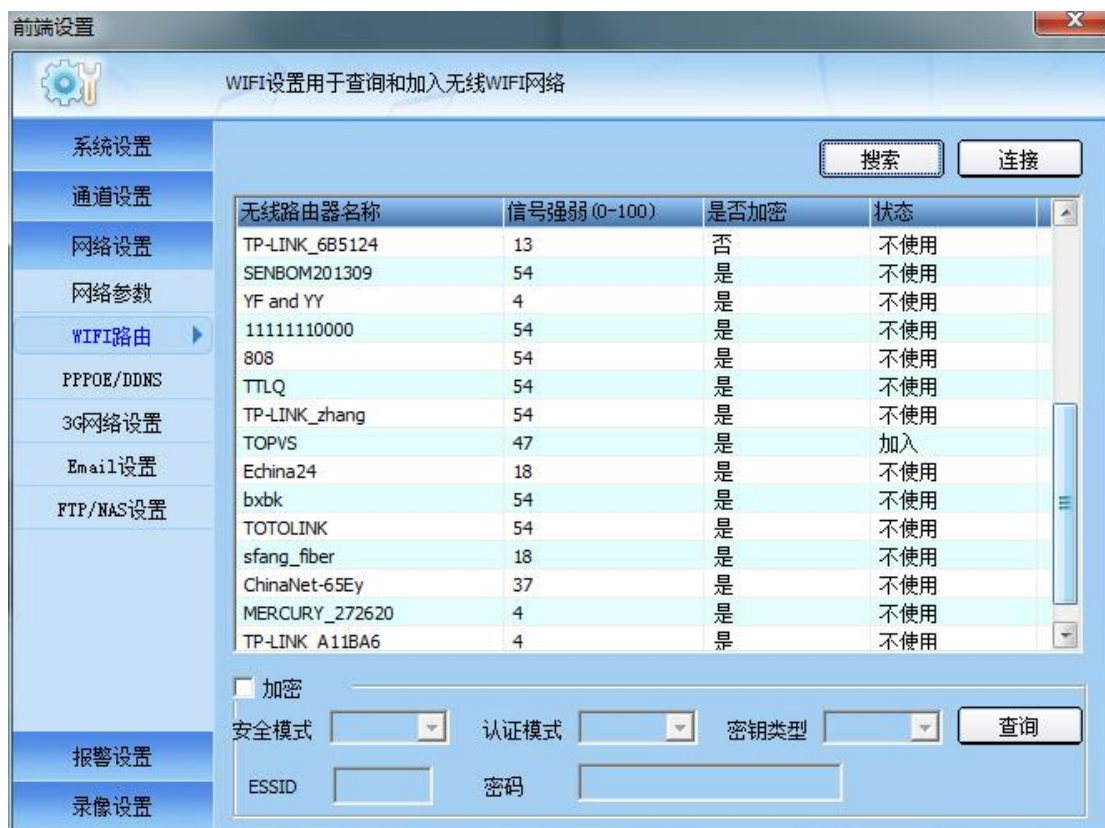 前端设置
X
WIFI设置用于查询和加入无线WIFI网络
系统设置
通道设置
网络设置
网络参数
WIFI路由
PPPOE/DDNS
3G网络设置
Email设置
FTP/NAS设置
报警设置
录像设置
搜索 连接
无线路由器名称 信号强弱(0-100) 是否加密 状态
TP-LINK_6B5124 13 否 不使用
SENBOM201309 54 是 不使用
YF and YY 4 是 不使用
11111110000 54 是 不使用
808 54 是 不使用
TTLQ 54 是 不使用
TP-LINK_zhang 54 是 不使用
TOPVS 47 是 加入
Echina24 18 是 不使用
bxbk 54 是 不使用
TOTOLINK 54 是 不使用
sfang_fiber 18 是 不使用
ChinaNet-65Ey 37 是 不使用
MERCURY_272620 4 是 不使用
TP-LINK_A11BA6 4 是 不使用
加密
安全模式 认证模式 密钥类型 查询
ESSID 密码